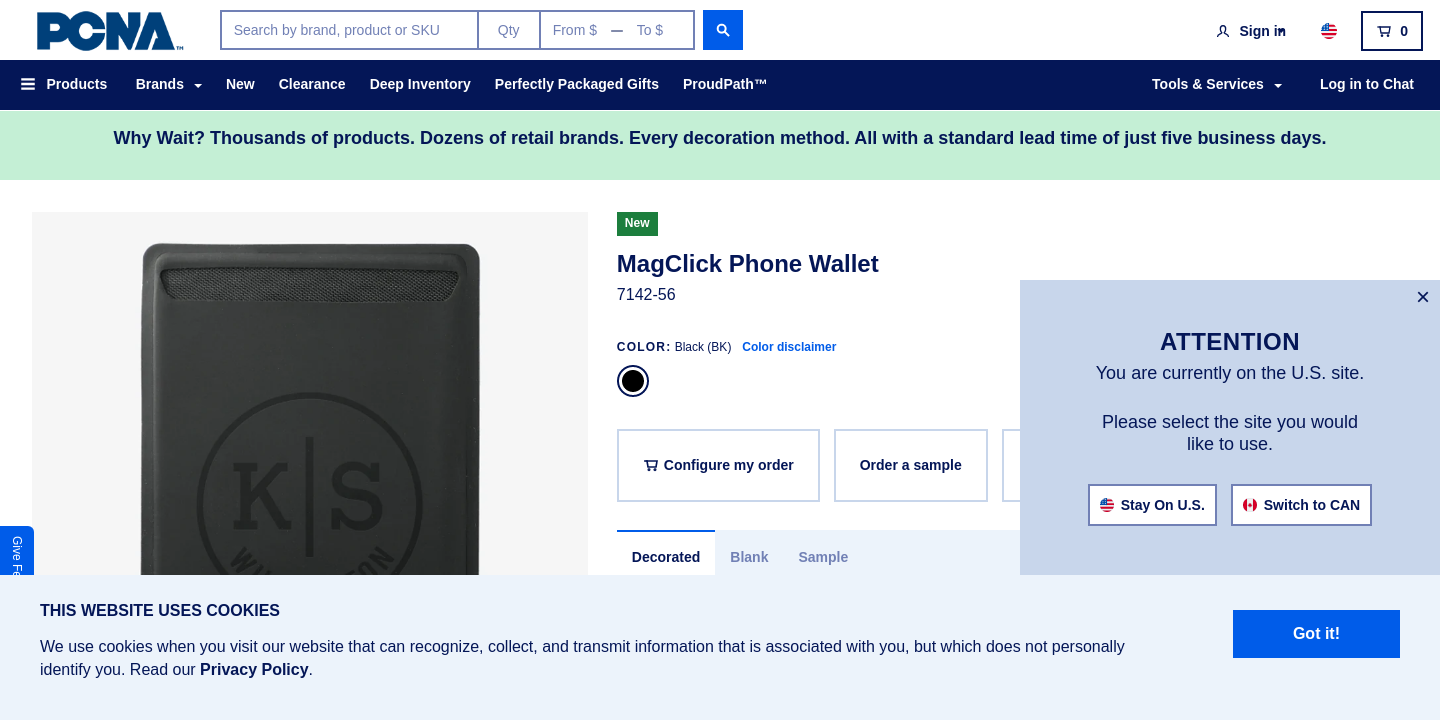 PCNA™
Search by brand, product or SKU
Qty
From $ — To $
Sign in
0
Products
Brands
New
Clearance
Deep Inventory
Perfectly Packaged Gifts
ProudPath™
Tools & Services
Log in to Chat
Why Wait? Thousands of products. Dozens of retail brands. Every decoration method. All with a standard lead time of just five business days.
New
MagClick Phone Wallet
7142-56
COLOR: Black (BK) Color disclaimer
Configure my order
Order a sample
Decorated
Blank
Sample
K S
ATTENTION
You are currently on the U.S. site.
Please select the site you would
like to use.
Stay On U.S.
Switch to CAN
×
THIS WEBSITE USES COOKIES
We use cookies when you visit our website that can recognize, collect, and transmit information that is associated with you, but which does not personally
identify you. Read our Privacy Policy.
Got it!